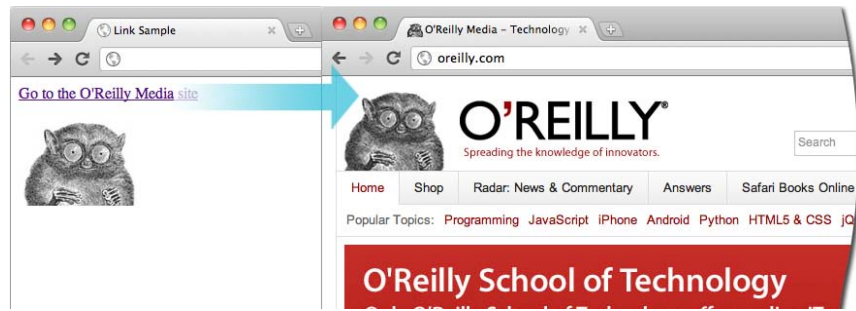 Link Sample
Go to the O'Reilly Media site
O'Reilly Media – Technology
oreilly.com
O'REILLY®
Spreading the knowledge of innovators.
Search
Home Shop Radar: News & Commentary Answers Safari Books Online
Popular Topics: Programming JavaScript iPhone Android Python HTML5 & CSS jQ
O'Reilly School of Technology